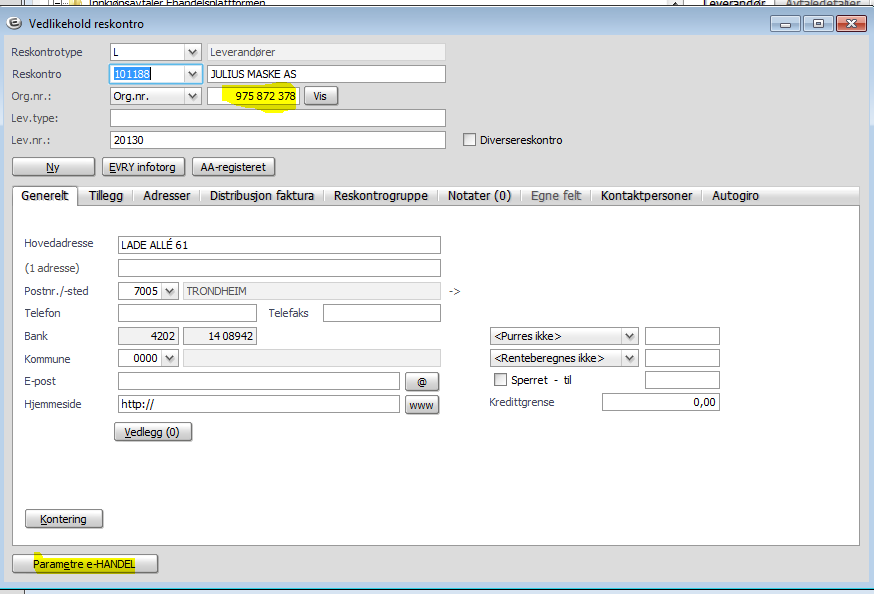 Innkjønsavtaler Ehandelsplattformen
Leverandør Avtaledetaljer
Vedlikehold reskontro
Reskontrotype L Leverandører
Reskontro 101188 JULIUS MASKE AS
Org.nr.: Org.nr. 975 872 378 Vis
Lev.type:
Lev.nr.: 20130 Diversereskontro
Ny EVRY infotorg AA-registeret
Generelt Tillegg Adresser Distribusjon faktura Reskontrogruppe Notater (0) Egne felt Kontaktpersoner Autogiro
Hovedadresse LADE ALLÉ 61
(1 adresse)
Postnr./-sted 7005 TRONDHEIM ->
Telefon Telefaks
Bank 4202 14 08942 <Purres ikke>
Kommune 0000 <Renteberegnes ikke>
E-post @ Sperret - til
Hjemmeside http:// www Kredittgrense 0,00
Vedlegg (0)
Kontering
Parametre e-HANDEL